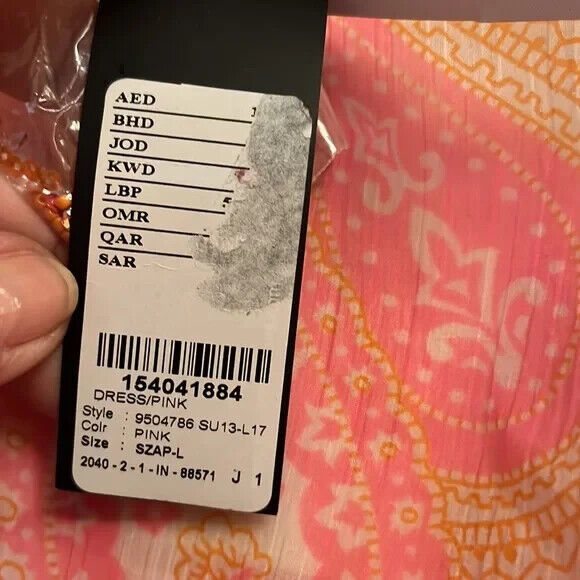 AED
BHD
JOD
KWD
LBP
OMR
QAR
SAR
154041884
DRESS/PINK
Style : 9504786 SU13-L17
Colr : PINK
Size : SZAP-L
2040-2-1-IN-88571 J 1